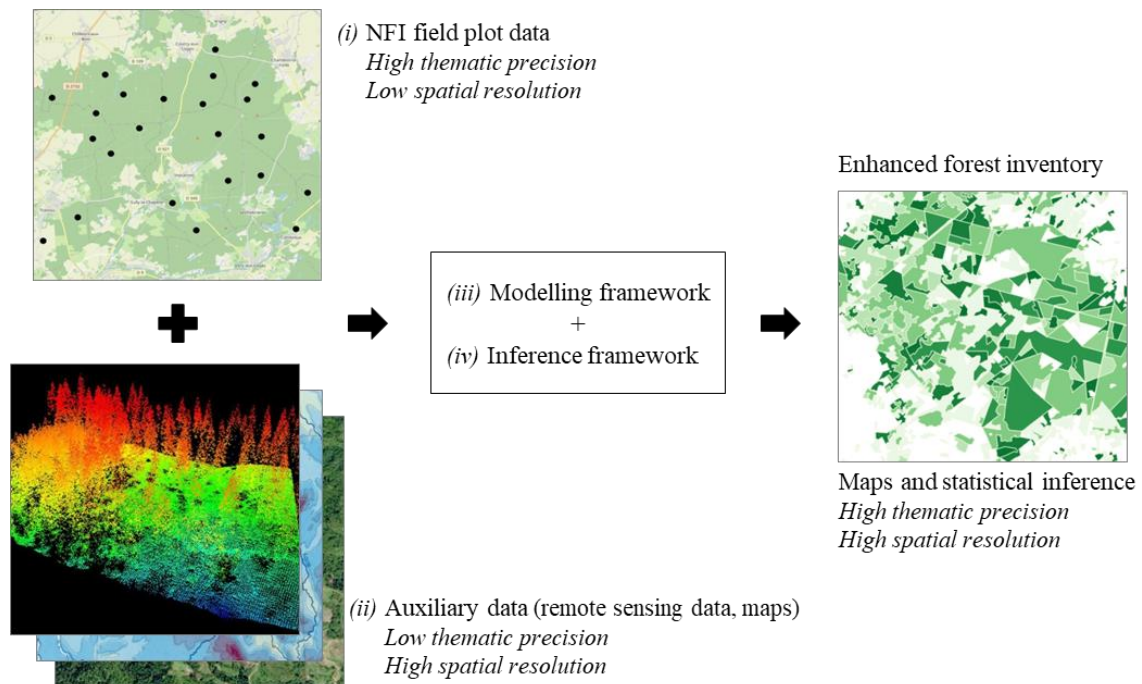 (i) NFI field plot data
High thematic precision
Low spatial resolution
Enhanced forest inventory
(iii) Modelling framework
+
(iv) Inference framework
Maps and statistical inference
High thematic precision
High spatial resolution
(ii) Auxiliary data (remote sensing data, maps)
Low thematic precision
High spatial resolution